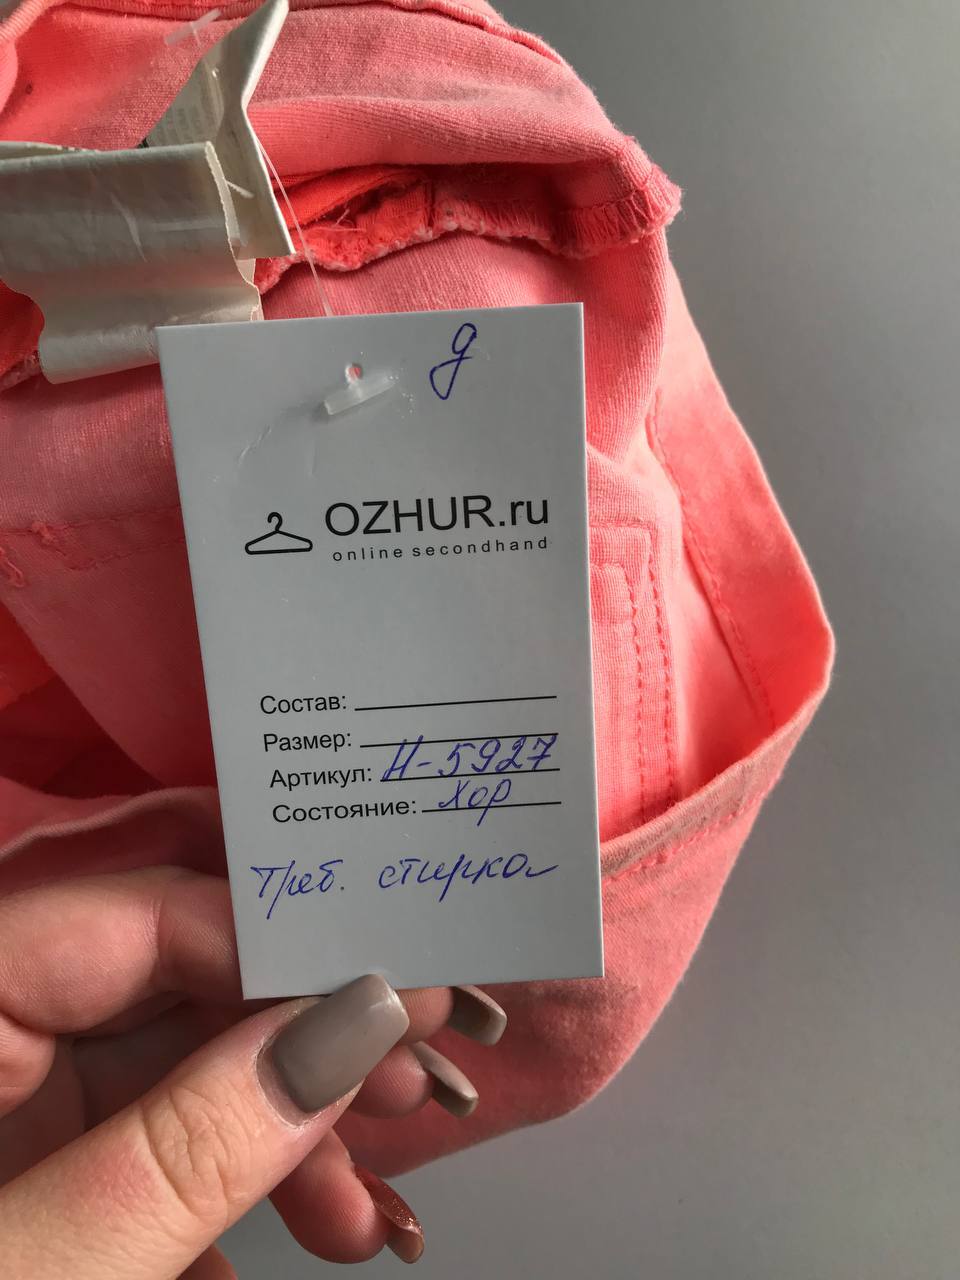 д
OZHUR.ru
online secondhand
Состав:
Размер:
Артикул: Н-5927
Состояние: хор
Треб. стирка